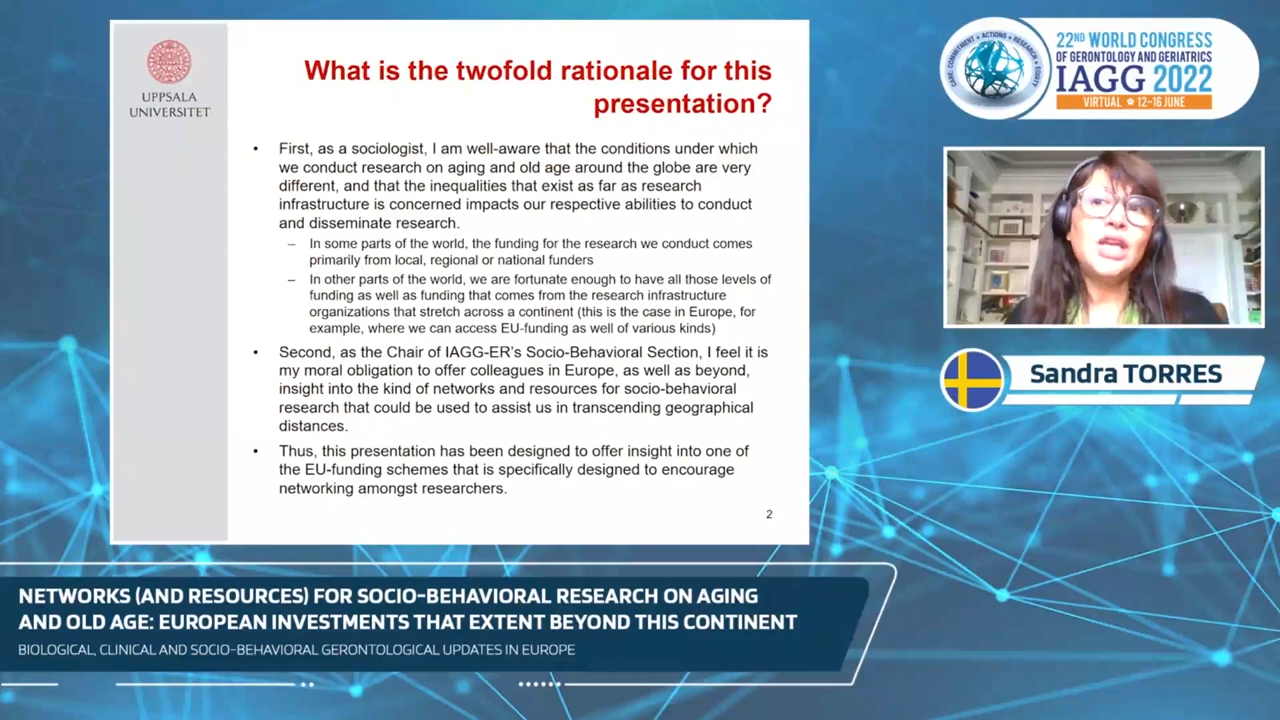 UPPSALA
UNIVERSITET
What is the twofold rationale for this
presentation?
• First, as a sociologist, I am well-aware that the conditions under which
we conduct research on aging and old age around the globe are very
different, and that the inequalities that exist as far as research
infrastructure is concerned impacts our respective abilities to conduct
and disseminate research.
– In some parts of the world, the funding for the research we conduct comes
primarily from local, regional or national funders
– In other parts of the world, we are fortunate enough to have all those levels of
funding as well as funding that comes from the research infrastructure
organizations that stretch across a continent (this is the case in Europe, for
example, where we can access EU-funding as well of various kinds)
• Second, as the Chair of IAGG-ER's Socio-Behavioral Section, I feel it is
my moral obligation to offer colleagues in Europe, as well as beyond,
insight into the kind of networks and resources for socio-behavioral
research that could be used to assist us in transcending geographical
distances.
• Thus, this presentation has been designed to offer insight into one of
the EU-funding schemes that is specifically designed to encourage
networking amongst researchers.
2
CARE: COMMITMENT • ACTIONS • RESEARCH • EQUITY
22ND WORLD CONGRESS
OF GERONTOLOGY AND GERIATRICS
IAGG 2022
VIRTUAL 12-16 JUNE
Sandra TORRES
NETWORKS (AND RESOURCES) FOR SOCIO-BEHAVIORAL RESEARCH ON AGING
AND OLD AGE: EUROPEAN INVESTMENTS THAT EXTENT BEYOND THIS CONTINENT
BIOLOGICAL, CLINICAL AND SOCIO-BEHAVIORAL GERONTOLOGICAL UPDATES IN EUROPE